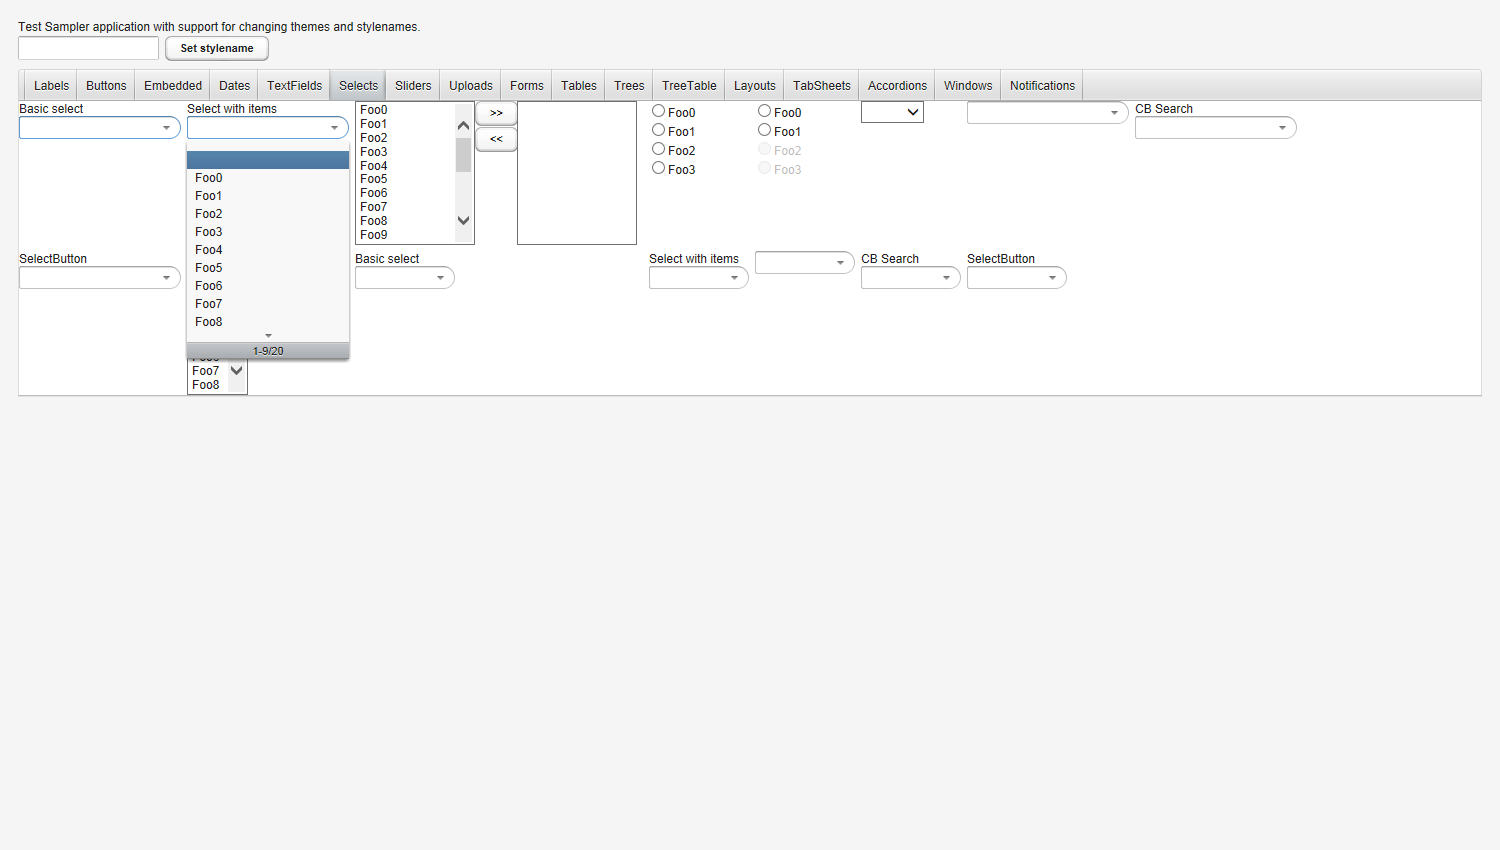 Test Sampler application with support for changing themes and stylenames.
Set stylename
Labels Buttons Embedded Dates TextFields Selects Sliders Uploads Forms Tables Trees TreeTable Layouts TabSheets Accordions Windows Notifications
Basic select
Select with items
Foo0
Foo1
Foo2
Foo3
Foo4
Foo5
Foo6
Foo7
Foo8
1-9/20
Foo7
Foo8
Foo0
Foo1
Foo2
Foo3
Foo4
Foo5
Foo6
Foo7
Foo8
Foo9
>>
<<
Foo0
Foo1
Foo2
Foo3
Foo0
Foo1
Foo2
Foo3
CB Search
SelectButton
Basic select
Select with items
CB Search
SelectButton